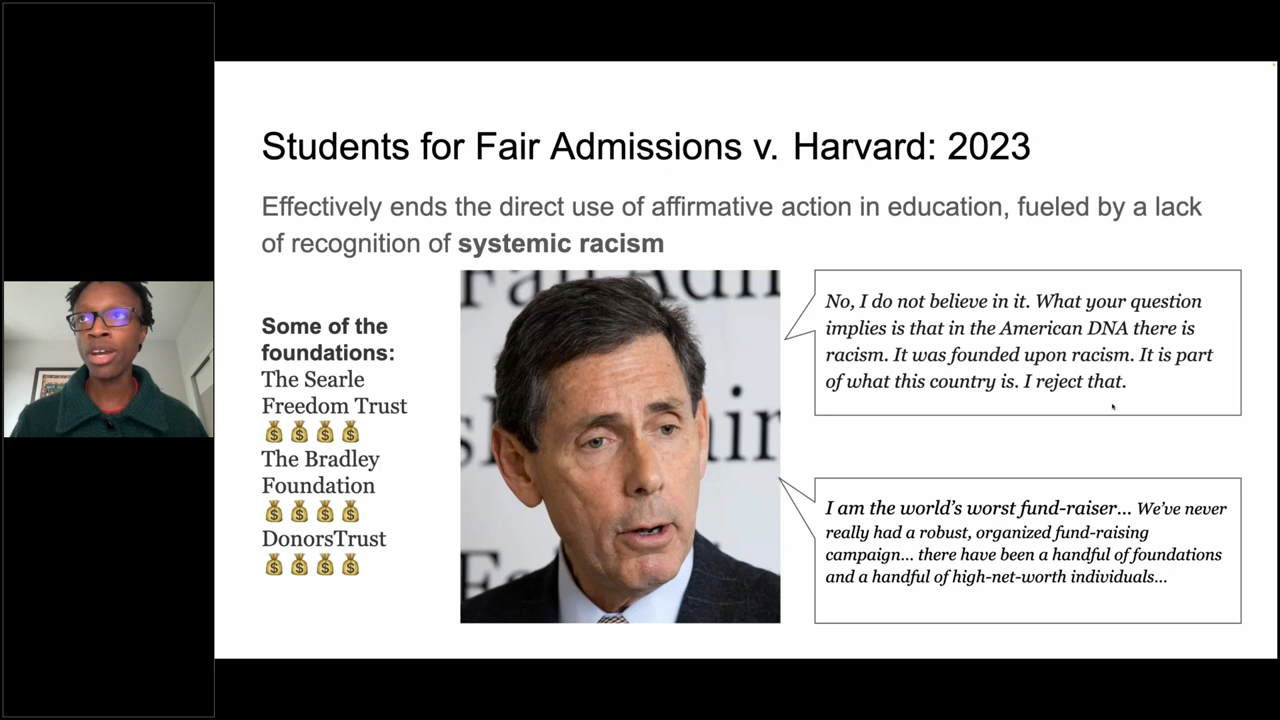 Students for Fair Admissions v. Harvard: 2023
Effectively ends the direct use of affirmative action in education, fueled by a lack
of recognition of systemic racism
Some of the
foundations:
The Searle
Freedom Trust
The Bradley
Foundation
DonorsTrust
Fair Adm
s
air
Fa
No, I do not believe in it. What your question
implies is that in the American DNA there is
racism. It was founded upon racism. It is part
of what this country is. I reject that.
I am the world's worst fund-raiser... We've never
really had a robust, organized fund-raising
campaign... there have been a handful of foundations
and a handful of high-net-worth individuals...